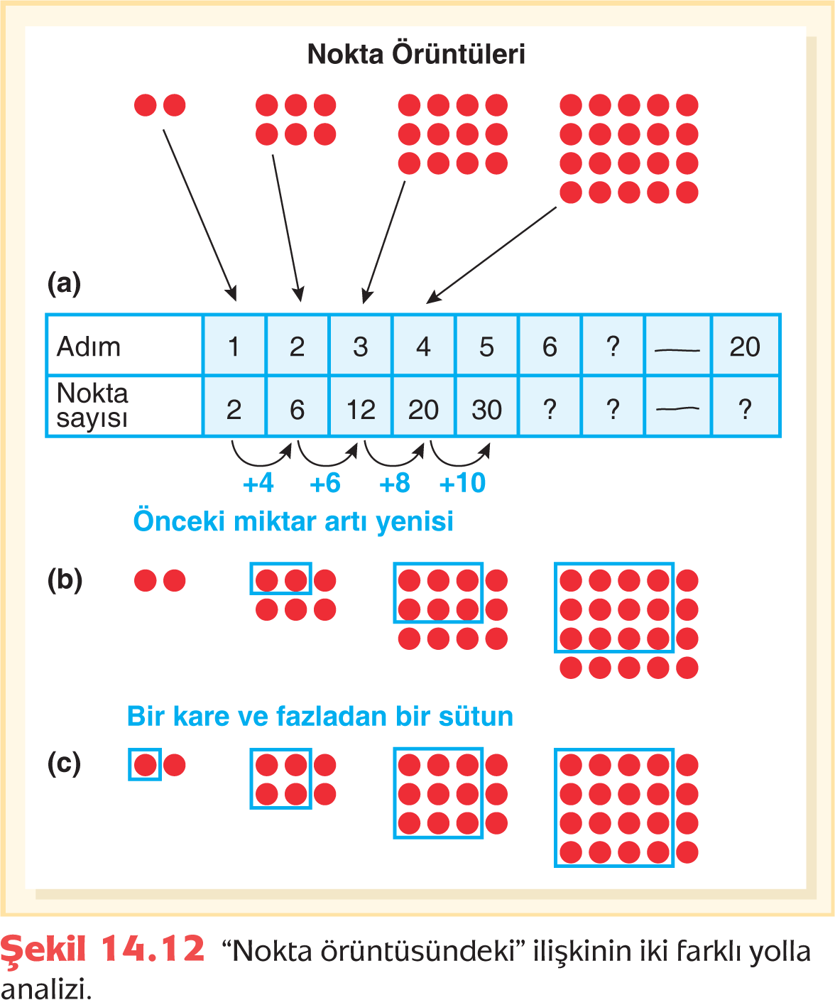 Nokta Örüntüleri
(a)
Adım 1 2 3 4 5 6 ? 20
Nokta sayısı 2 6 12 20 30 ? ? ?
+4 +6 +8 +10
Önceki miktar artı yenisi
(b)
Bir kare ve fazladan bir sütun
(c)
Şekil 14.12 “Nokta örüntüsündeki” ilişkinin iki farklı yolla
analizi.